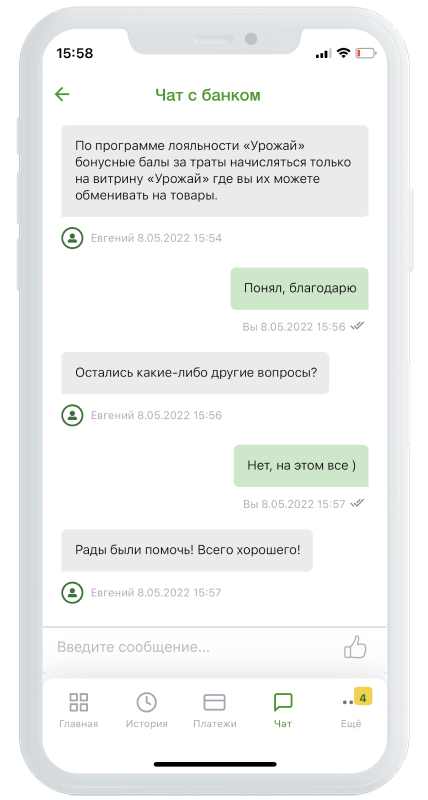 15:58
Чат с банком
По программе лояльности «Урожай»
бонусные балы за траты начисляться только
на витрину «Урожай» где вы их можете
обменивать на товары.
Евгений 8.05.2022 15:54
Понял, благодарю
Вы 8.05.2022 15:56
Остались какие-либо другие вопросы?
Евгений 8.05.2022 15:56
Нет, на этом все )
Вы 8.05.2022 15:57
Рады были помочь! Всего хорошего!
Евгений 8.05.2022 15:57
Введите сообщение...
4
Главная История Платежи Чат Ещё